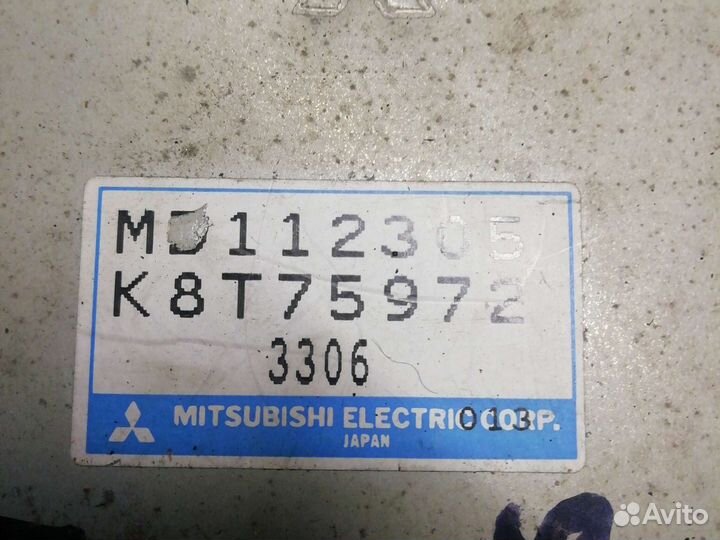 MD112305
K8T75972
3306
MITSUBISHI ELECTRIC CORP.
013
JAPAN
Avito